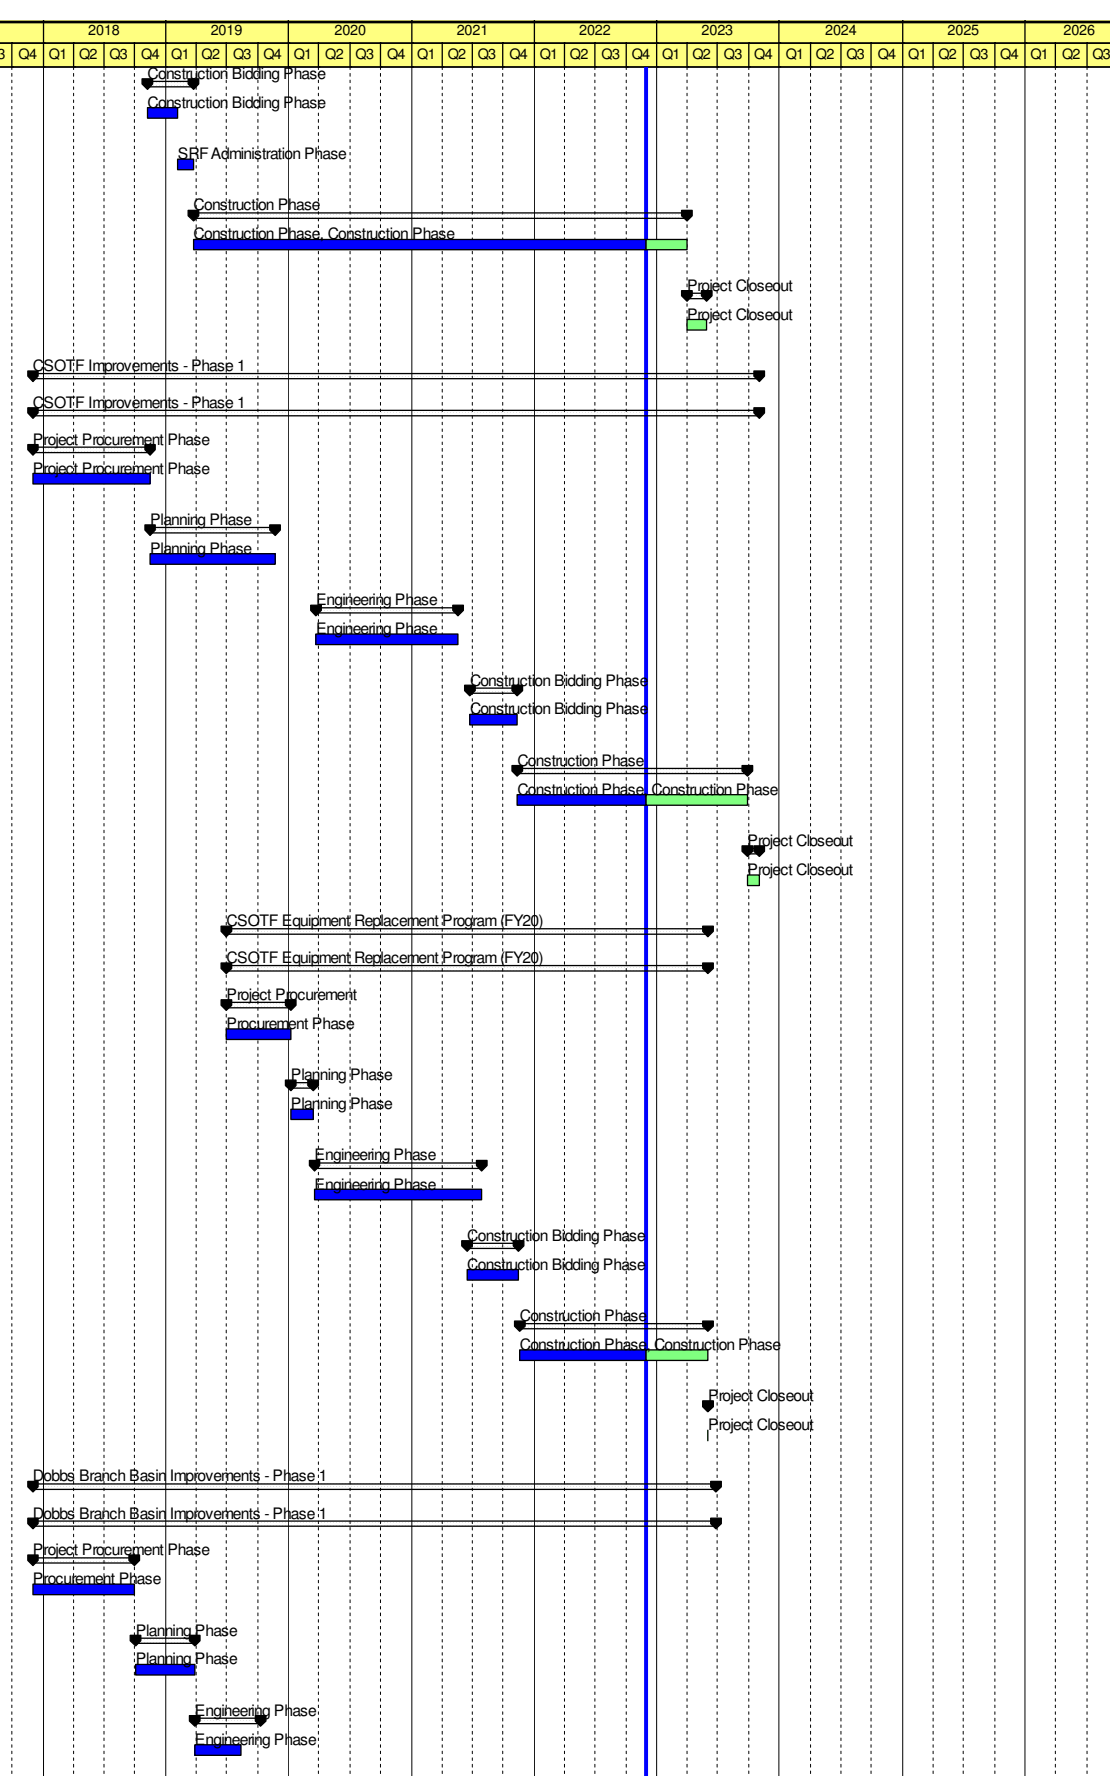 2018 2019 2020 2021 2022 2023 2024 2025 2026
3 Q4 Q1 Q2 Q3 Q4 Q1 Q2 Q3 Q4 Q1 Q2 Q3 Q4 Q1 Q2 Q3 Q4 Q1 Q2 Q3 Q4 Q1 Q2 Q3 Q4 Q1 Q2 Q3 Q4 Q1 Q2 Q3 Q4 Q1 Q2 Q3
Construction Bidding Phase
Construction Bidding Phase
SRF Administration Phase
Construction Phase
Construction Phase, Construction Phase
Project Closeout
Project Closeout
CSOTF Improvements - Phase 1
CSOTF Improvements - Phase 1
Project Procurement Phase
Project Procurement Phase
Planning Phase
Planning Phase
Engineering Phase
Engineering Phase
Construction Bidding Phase
Construction Bidding Phase
Construction Phase
Construction Phase, Construction Phase
Project Closeout
Project Closeout
CSOTF Equipment Replacement Program (FY20)
CSOTF Equipment Replacement Program (FY20)
Project Procurement
Procurement Phase
Planning Phase
Planning Phase
Engineering Phase
Engineering Phase
Construction Bidding Phase
Construction Bidding Phase
Construction Phase
Construction Phase, Construction Phase
Project Closeout
Project Closeout
Dobbs Branch Basin Improvements - Phase 1
Dobbs Branch Basin Improvements - Phase 1
Project Procurement Phase
Procurement Phase
Planning Phase
Planning Phase
Engineering Phase
Engineering Phase